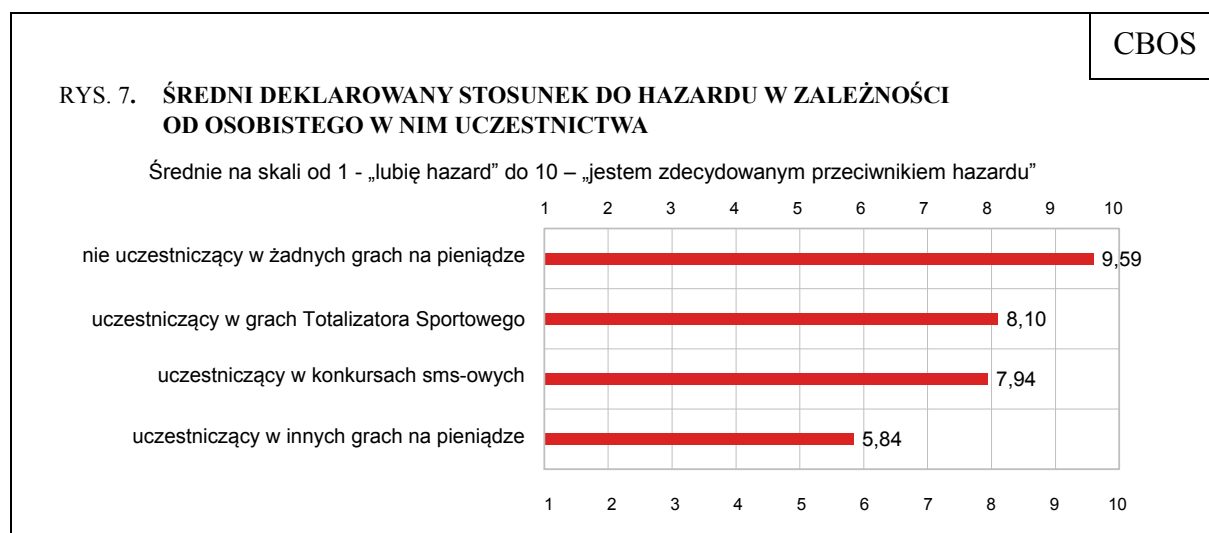 CBOS
RYS. 7. ŚREDNI DEKLAROWANY STOSUNEK DO HAZARDU W ZALEŻNOŚCI
OD OSOBISTEGO W NIM UCZESTNICTWA
Średnie na skali od 1 - „lubię hazard” do 10 – „jestem zdecydowanym przeciwnikiem hazardu”
1 2 3 4 5 6 7 8 9 10
nie uczestniczący w żadnych grach na pieniądze 9,59
uczestniczący w grach Totalizatora Sportowego 8,10
uczestniczący w konkursach sms-owych 7,94
uczestniczący w innych grach na pieniądze 5,84
1 2 3 4 5 6 7 8 9 10